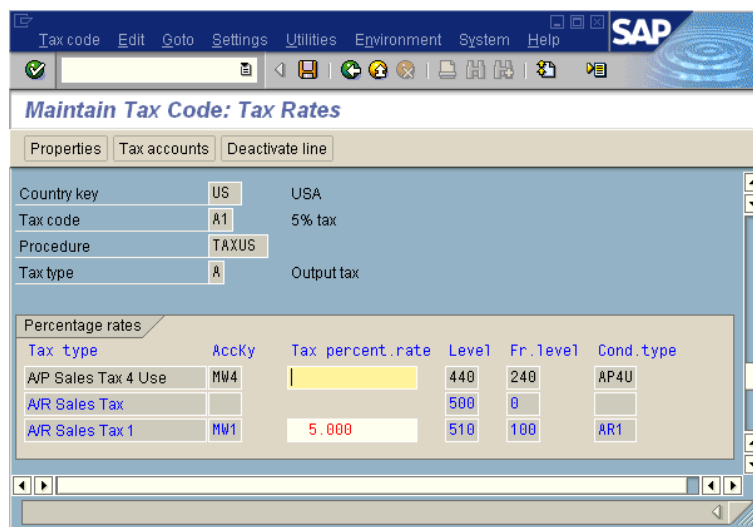 Tax code Edit Goto Settings Utilities Environment System Help
SAP
Maintain Tax Code: Tax Rates
Properties Tax accounts Deactivate line
Country key US USA
Tax code A1 5% tax
Procedure TAXUS
Tax type A Output tax
Percentage rates
Tax type AccKy Tax percent.rate Level Fr.level Cond.type
A/P Sales Tax 4 Use MW4 440 240 AP4U
A/R Sales Tax 500 0
A/R Sales Tax 1 MW1 5.000 510 100 AR1